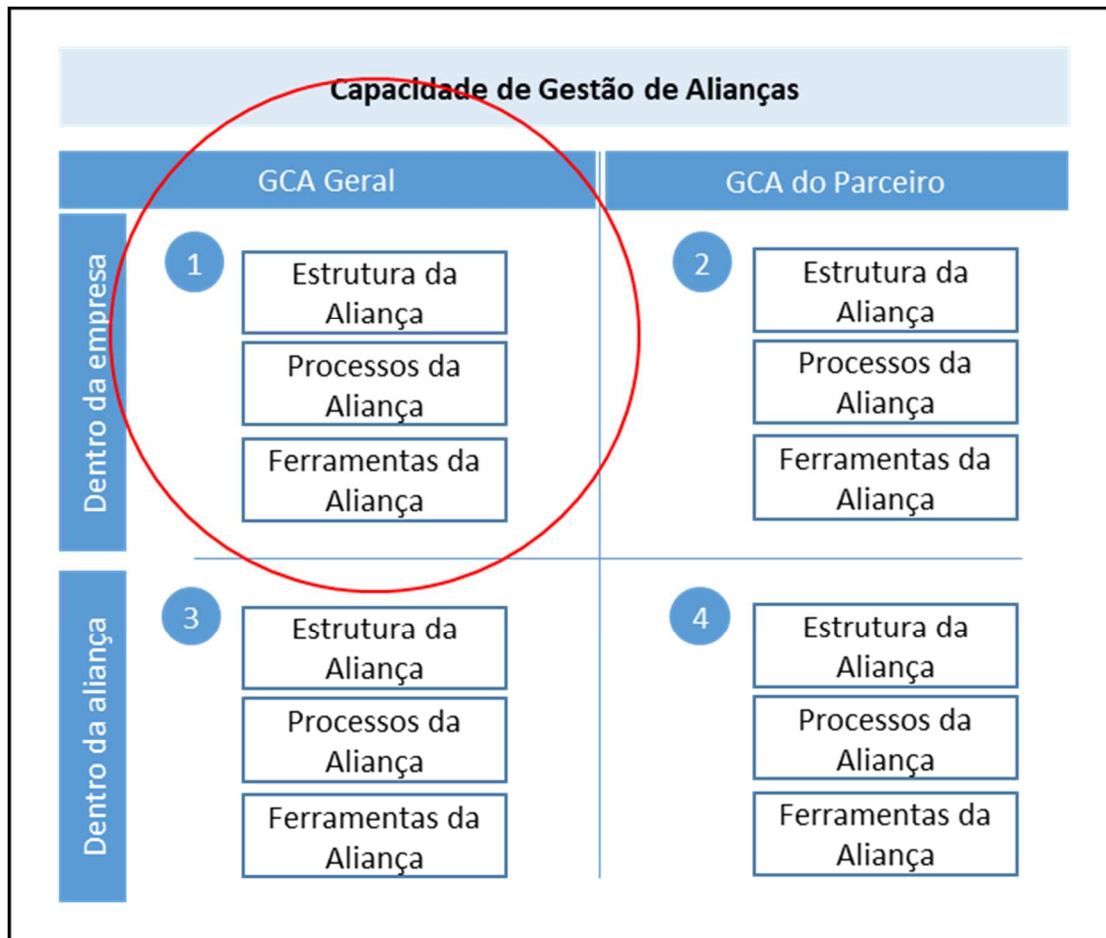 Capacidade de Gestão de Alianças
GCA Geral
GCA do Parceiro
Dentro da empresa
1
Estrutura da
Aliança
Processos da
Aliança
Ferramentas da
Aliança
2
Estrutura da
Aliança
Processos da
Aliança
Ferramentas da
Aliança
Dentro da aliança
3
Estrutura da
Aliança
Processos da
Aliança
Ferramentas da
Aliança
4
Estrutura da
Aliança
Processos da
Aliança
Ferramentas da
Aliança